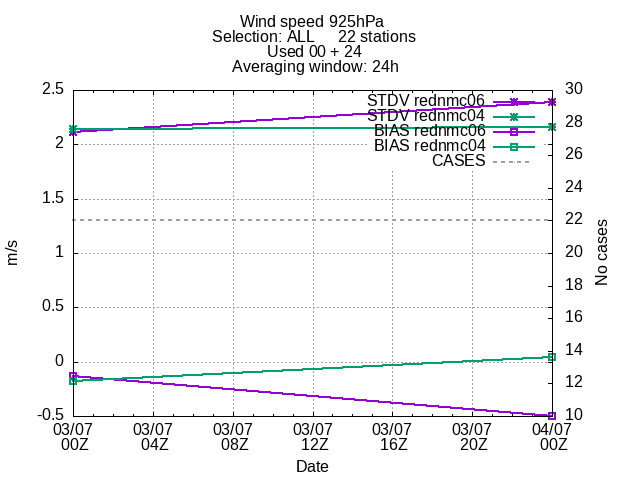 Wind speed 925hPa
Selection: ALL     22 stations
Used 00 + 24
Averaging window: 24h
2.5
2
1.5
1
0.5
0
-0.5
m/s
30
28
26
24
22
20
18
16
14
12
10
No cases
STDV rednmc06
STDV rednmc04
BIAS rednmc06
BIAS rednmc04
CASES
03/07 03/07 03/07 03/07 03/07 03/07 04/07
00Z 04Z 08Z 12Z 16Z 20Z 00Z
Date